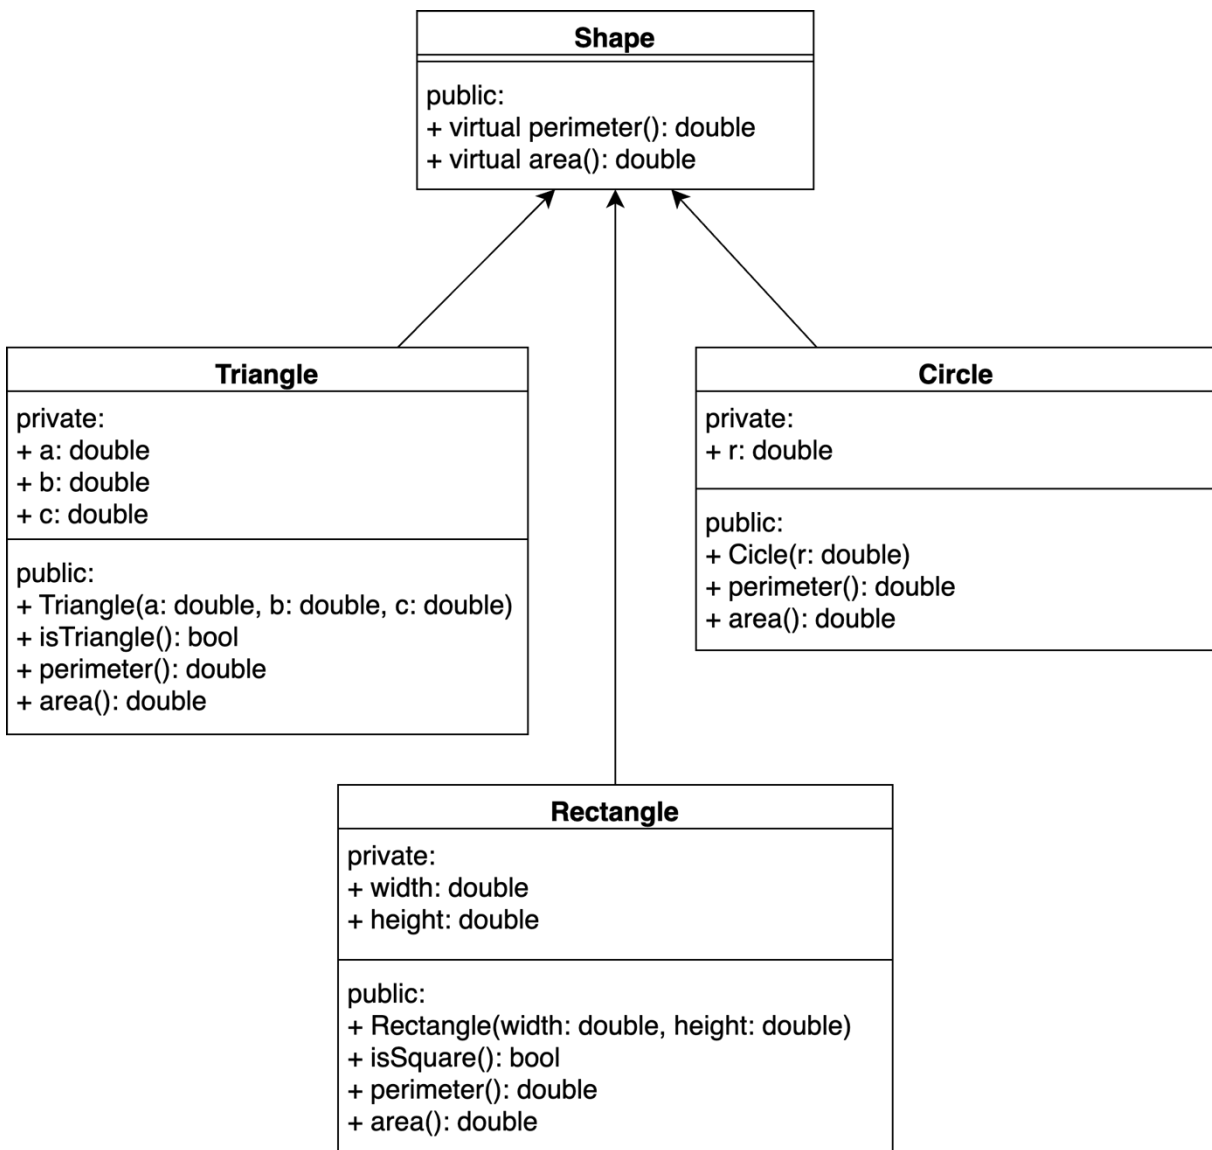 Shape
public:
+ virtual perimeter(): double
+ virtual area(): double
Triangle
private:
+ a: double
+ b: double
+ c: double
public:
+ Triangle(a: double, b: double, c: double)
+ isTriangle(): bool
+ perimeter(): double
+ area(): double
Circle
private:
+ r: double
public:
+ Cicle(r: double)
+ perimeter(): double
+ area(): double
Rectangle
private:
+ width: double
+ height: double
public:
+ Rectangle(width: double, height: double)
+ isSquare(): bool
+ perimeter(): double
+ area(): double